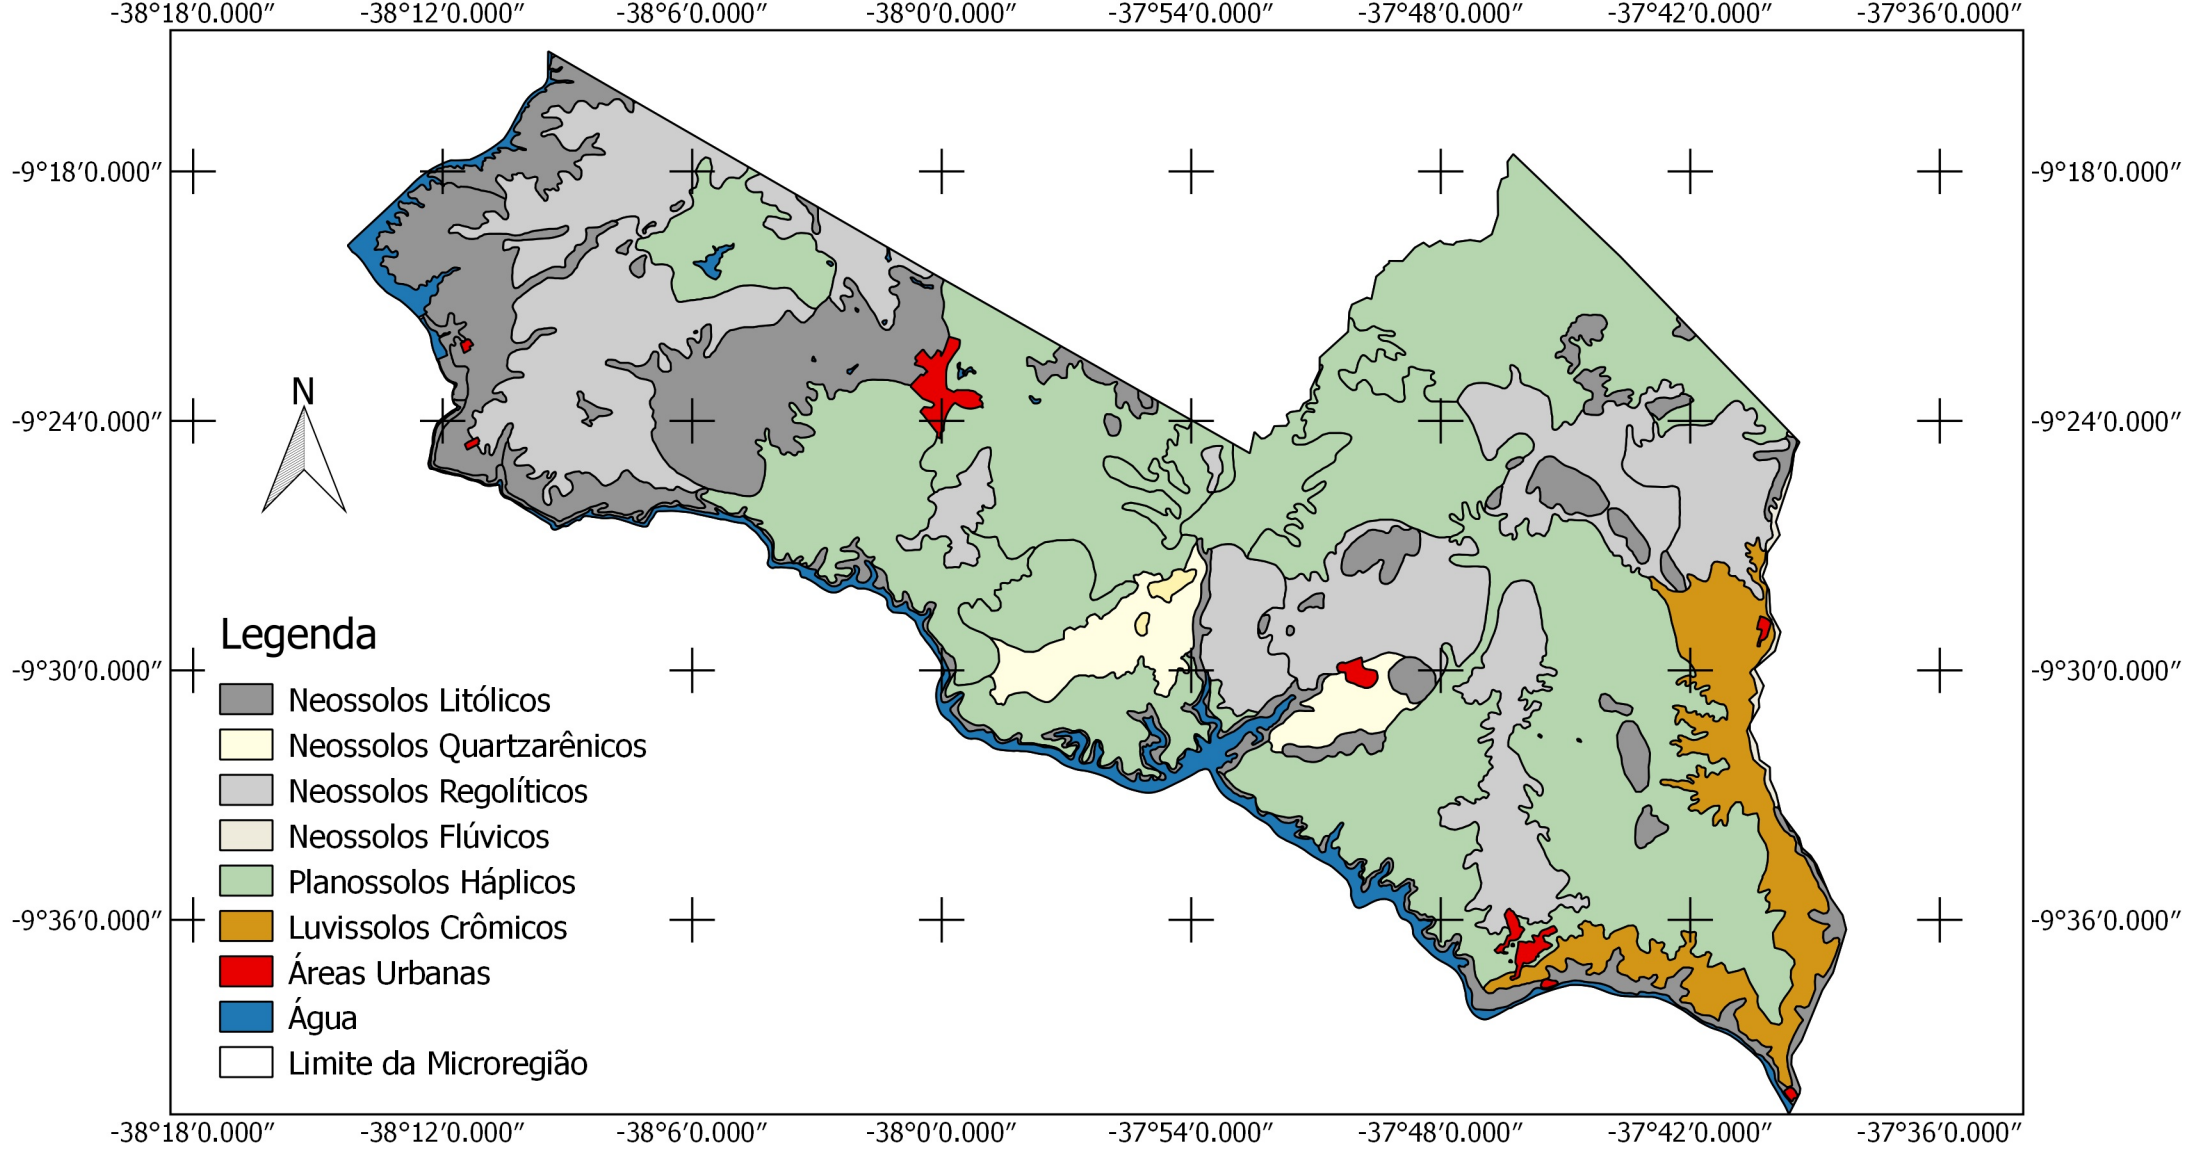 -38°18′0.000″ -38°12′0.000″ -38°6′0.000″ -38°0′0.000″ -37°54′0.000″ -37°48′0.000″ -37°42′0.000″ -37°36′0.000″
-9°18′0.000″ -9°18′0.000″
N
-9°24′0.000″ -9°24′0.000″
Legenda
-9°30′0.000″ -9°30′0.000″
Neossolos Litólicos
Neossolos Quartzarênicos
Neossolos Regolíticos
Neossolos Flúvicos
Planossolos Háplicos
-9°36′0.000″ -9°36′0.000″
Luvissolos Crômicos
Áreas Urbanas
Água
Limite da Microregião
-38°18′0.000″ -38°12′0.000″ -38°6′0.000″ -38°0′0.000″ -37°54′0.000″ -37°48′0.000″ -37°42′0.000″ -37°36′0.000″